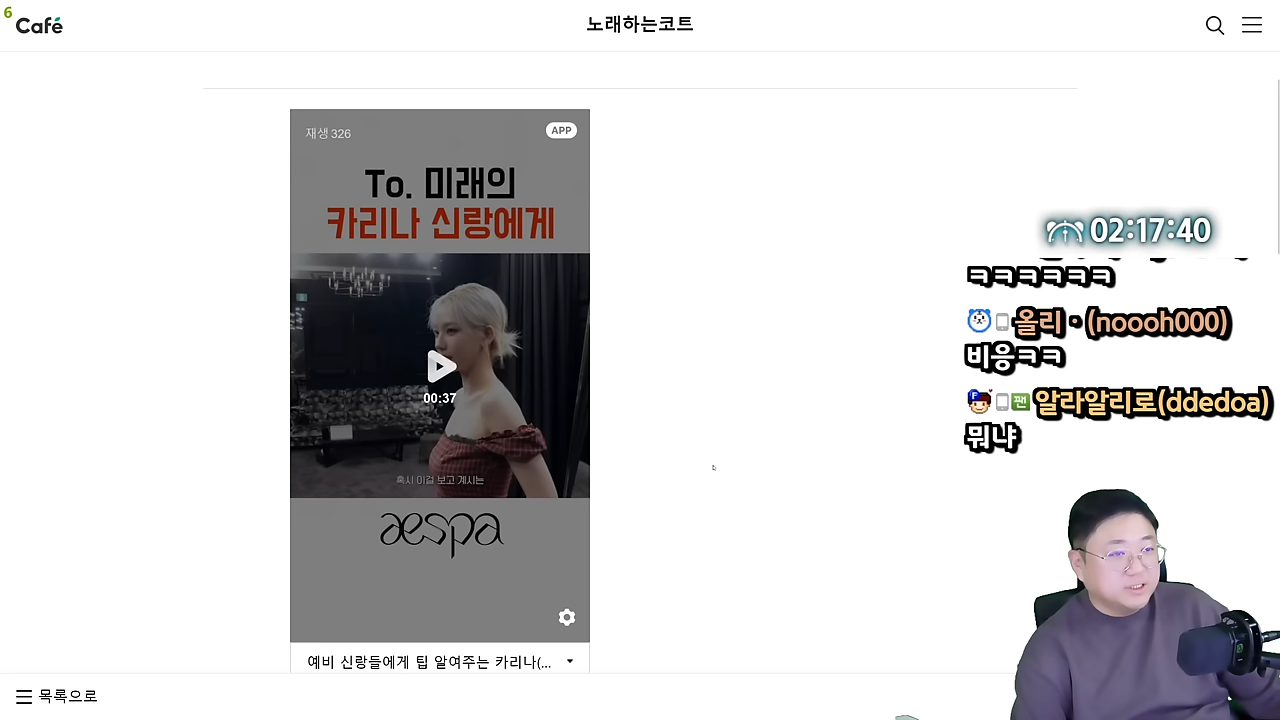 6
Café
노래하는코트
재생 326
APP
To. 미래의
카리나 신랑에게
00:37
혹시 이걸 보고 계시는
aespa
예비 신랑들에게 팁 알여주는 카리나(...
목록으로
02:17:40
ㅋㅋㅋㅋㅋㅋ
올리•(noooh000)
비응ㅋㅋ
F
팬
알라알리로(ddedoa)
뭐냐